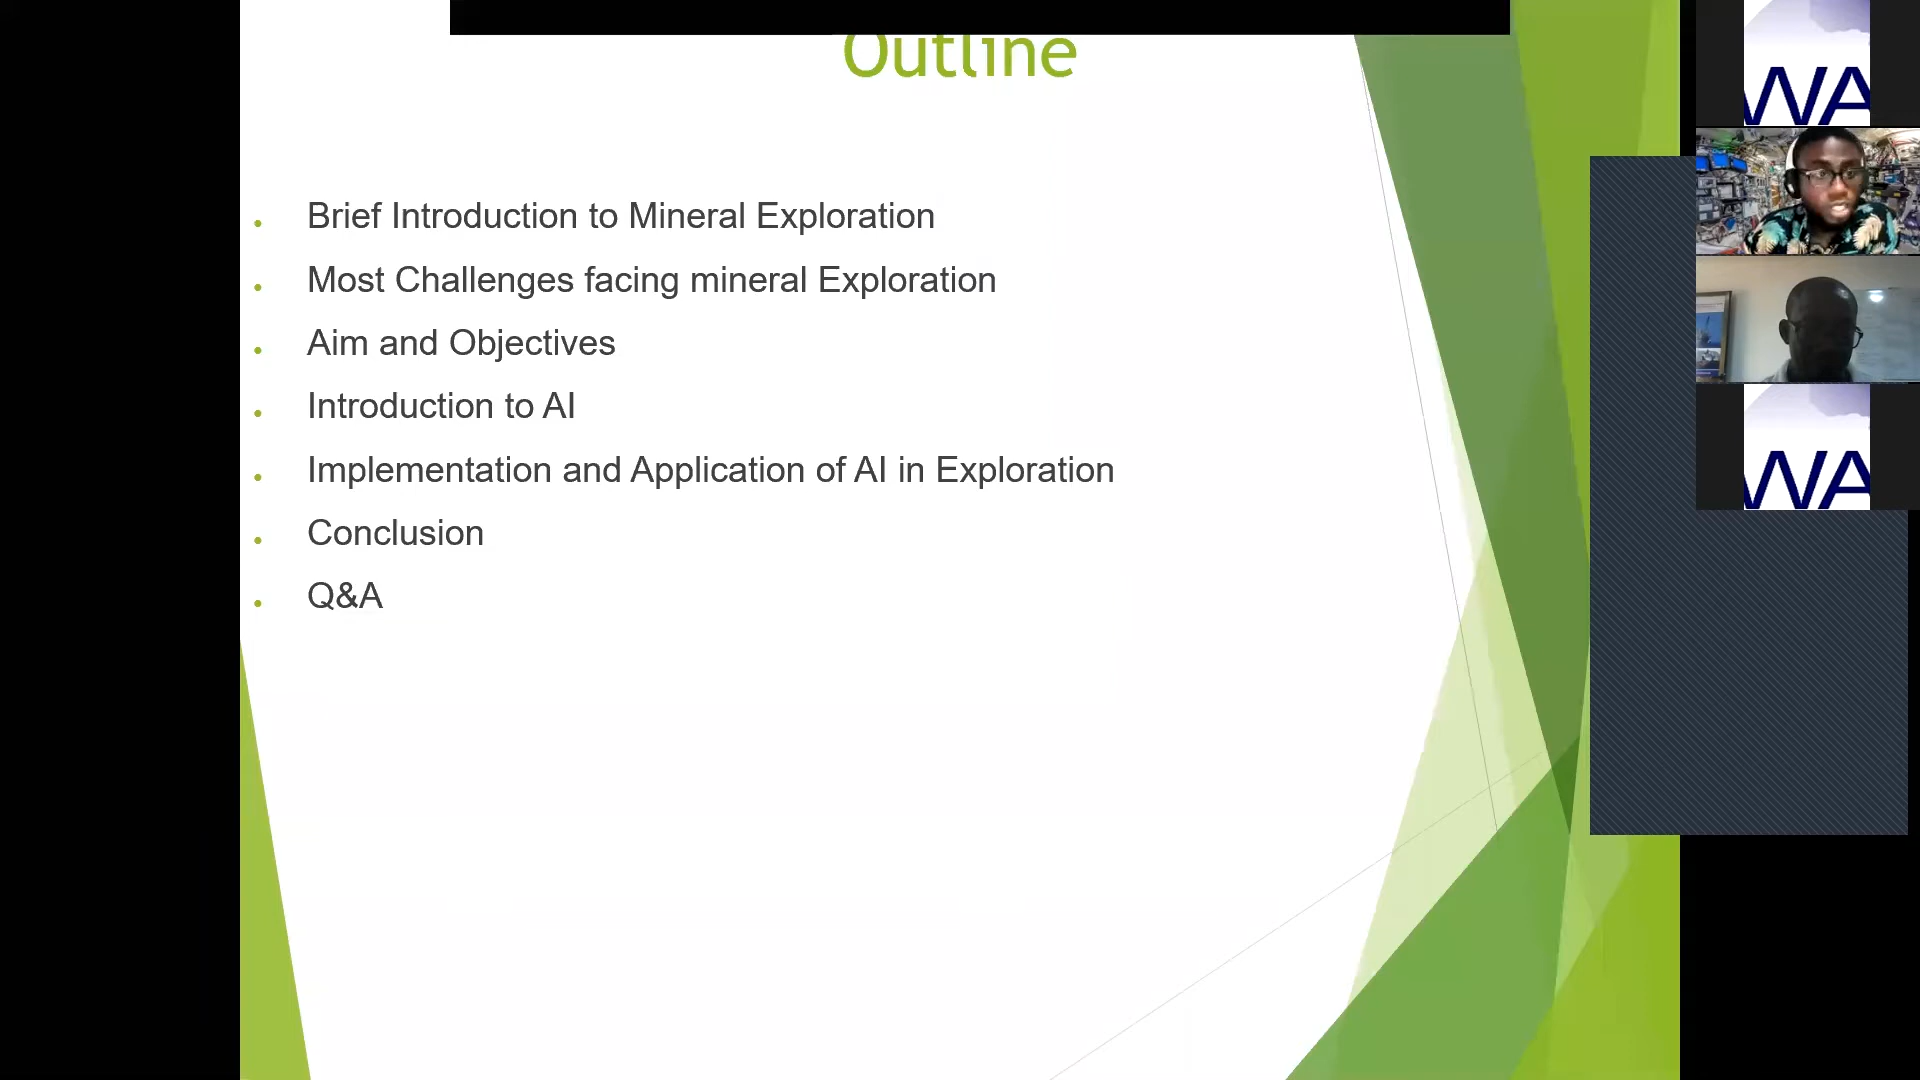 Outline
Brief Introduction to Mineral Exploration
Most Challenges facing mineral Exploration
Aim and Objectives
Introduction to AI
Implementation and Application of AI in Exploration
Conclusion
Q&A
WA
WA